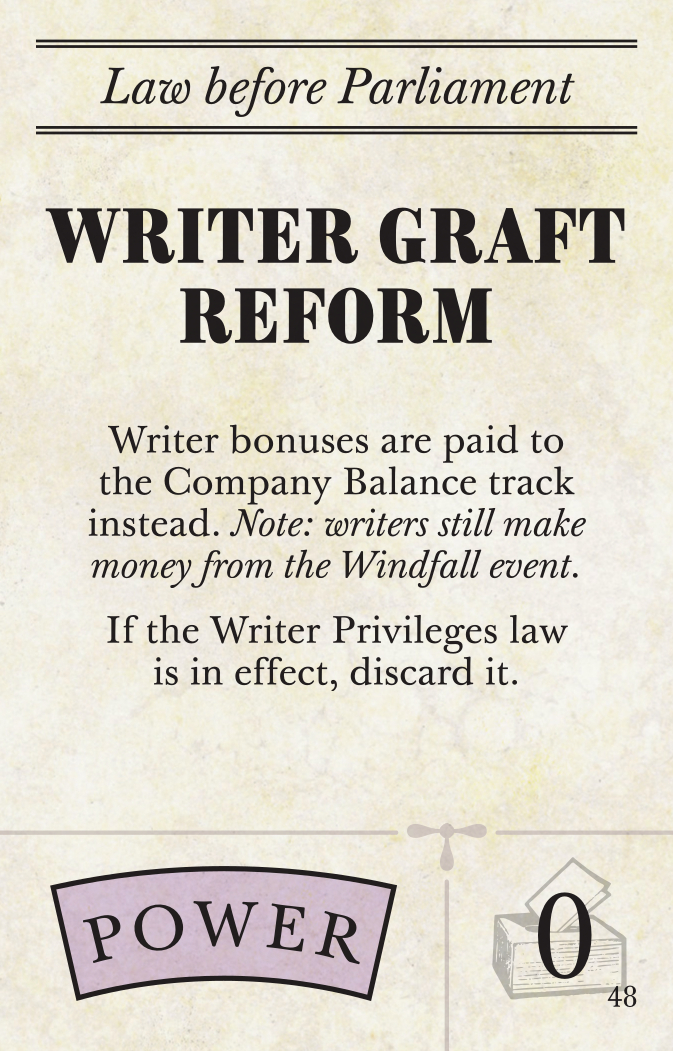 Law before Parliament
WRITER GRAFT
REFORM
Writer bonuses are paid to
the Company Balance track
instead. Note: writers still make
money from the Windfall event.
If the Writer Privileges law
is in effect, discard it.
POWER
0
48